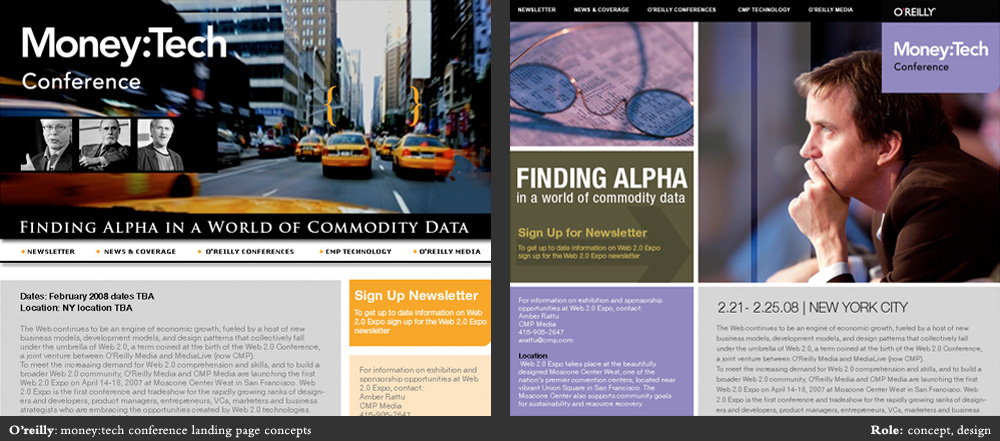 Money:Tech
Conference
{ }
FINDING ALPHA IN A WORLD OF COMMODITY DATA
NEWSLETTER NEWS & COVERAGE O'REILLY CONFERENCES CMP TECHNOLOGY O'REILLY MEDIA
Dates: February 2008 dates TBA
Location: NY location TBA
The Web continues to be an engine of economic growth, fueled by a host of new
business models, development models, and design patterns that collectively fall
under the umbrella of Web 2.0, a term coined at the birth of the Web 2.0 Conference,
a joint venture between O'Reilly Media and MediaLive (now CMP).
To meet the increasing demand for Web 2.0 comprehension and skills, and to build a
broader Web 2.0 community, O'Reilly Media and CMP Media are launching the first
Web 2.0 Expo on April 14-18, 2007 at Moascone Center West in San Francisco. Web
2.0 Expo is the first conference and tradeshow for the rapidly growing ranks of design-
ers and developers, product managers, entrepreneurs, VCs, marketers and business
strategists who are embracing the opportunities created by Web 2.0 technologies.
Sign Up Newsletter
To get up to date information on Web
2.0 Expo sign up for the Web 2.0 Expo
newsletter
For information on exhibition and
sponsorship opportunities at Web
2.0 Expo, contact:
Amber Rattu
CMP Media
415-905-2647
NEWSLETTER NEWS & COVERAGE O'REILLY CONFERENCES CMP TECHNOLOGY O'REILLY MEDIA
O'REILLY
Money:Tech
Conference
FINDING ALPHA
in a world of commodity data
Sign Up for Newsletter
To get up to date information on Web 2.0 Expo
sign up for the Web 2.0 Expo newsletter
For information on exhibition and sponsorship
opportunities at Web 2.0 Expo, contact:
Amber Rattu
CMP Media
415-905-2647
arattu@cmp.com
Location
Web 2.0 Expo takes place at the beautifully
designed Moascone Center West, one of the
nation's premier convention centers, located near
vibrant Union Square in San Francisco. The
Moascone Center also supports community goals
for sustainability and resource recovery.
2.21- 2.25.08 | NEW YORK CITY
The Web continues to be an engine of economic growth, fueled by a host of new
business models, development models, and design patterns that collectively fall
under the umbrella of Web 2.0, a term coined at the birth of the Web 2.0 Conference,
a joint venture between O'Reilly Media and MediaLive (now CMP).
To meet the increasing demand for Web 2.0 comprehension and skills, and to build a
broader Web 2.0 community, O'Reilly Media and CMP Media are launching the first
Web 2.0 Expo on April 14-18, 2007 at Moascone Center West in San Francisco. Web
2.0 Expo is the first conference and tradeshow for the rapidly growing ranks of design-
ers and developers, product managers, entrepreneurs, VCs, marketers and business
O'reilly: money:tech conference landing page concepts
Role: concept, design